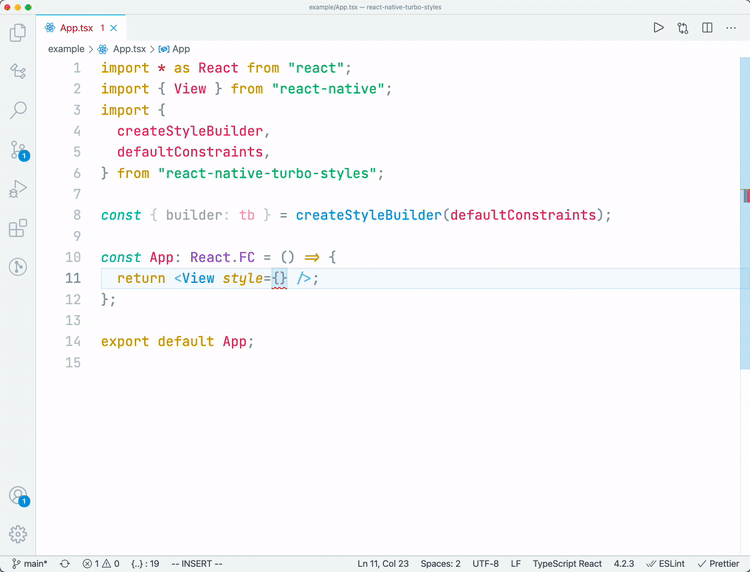 example/App.tsx — react-native-turbo-styles
App.tsx 1
example > App.tsx > App
1 import * as React from "react";
2 import { View } from "react-native";
3 import {
4 createStyleBuilder,
5 defaultConstraints,
6 } from "react-native-turbo-styles";
7
8 const { builder: tb } = createStyleBuilder(defaultConstraints);
9
10 const App: React.FC = () => {
11 return <View style={} />;
12 };
13
14 export default App;
15
1
1
main* 1 0 {..} : 19 -- INSERT -- Ln 11, Col 23 Spaces: 2 UTF-8 LF TypeScript React 4.2.3 ESLint Prettier